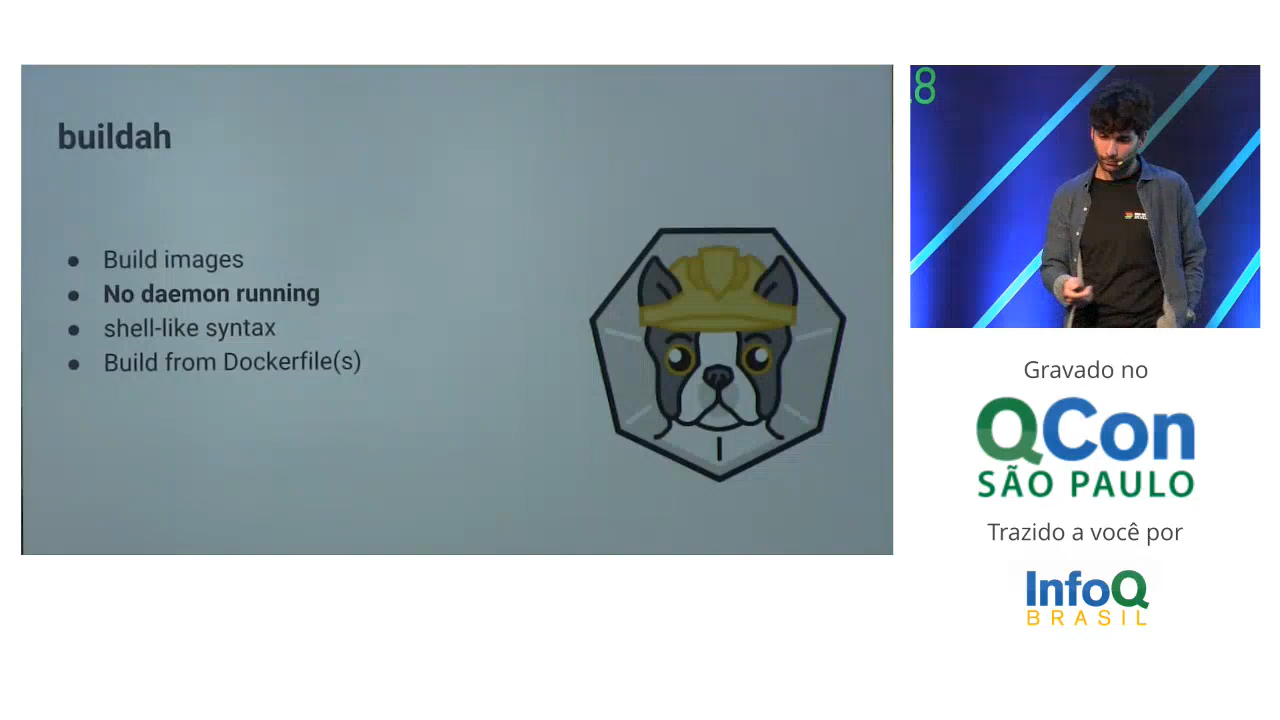 buildah
● Build images
● No daemon running
● shell-like syntax
● Build from Dockerfile(s)
.8
Gravado no
QCon
SÃO PAULO
Trazido a você por
InfoQ
BRASIL